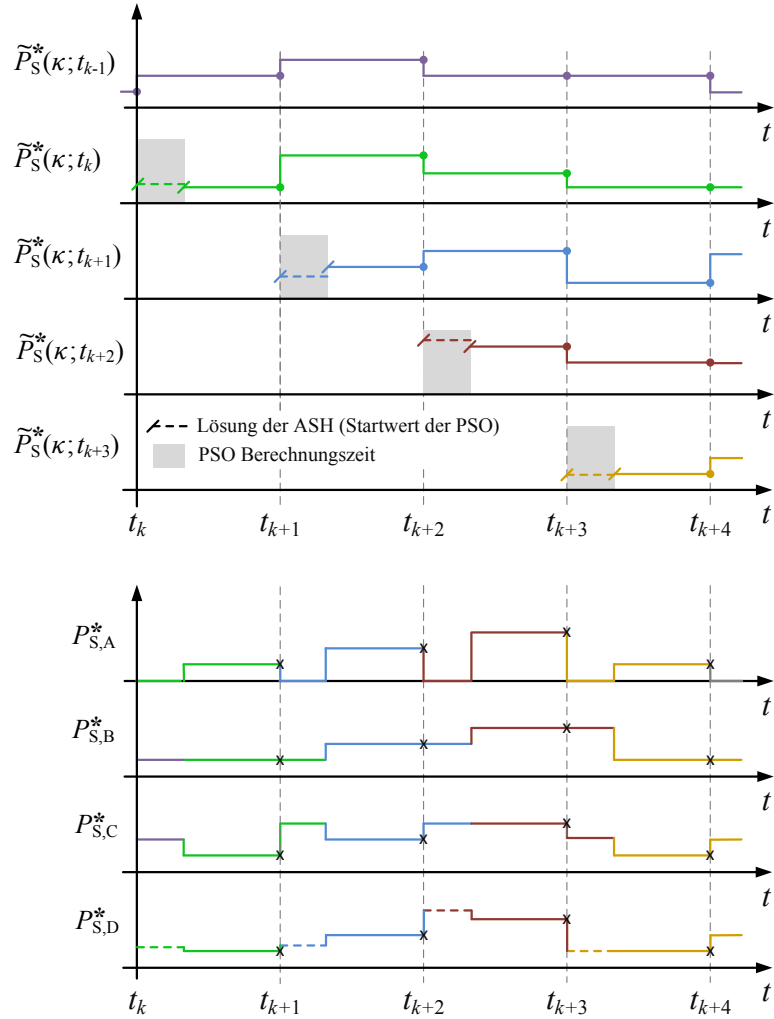 P̃*S(κ; tk-1)
t
P̃*S(κ; tk)
t
P̃*S(κ; tk+1)
t
P̃*S(κ; tk+2)
t
Lösung der ASH (Startwert der PSO)
PSO Berechnungszeit
P̃*S(κ; tk+3)
t
tk tk+1 tk+2 tk+3 tk+4
P*S,A
t
P*S,B
t
P*S,C
t
P*S,D
t
tk tk+1 tk+2 tk+3 tk+4